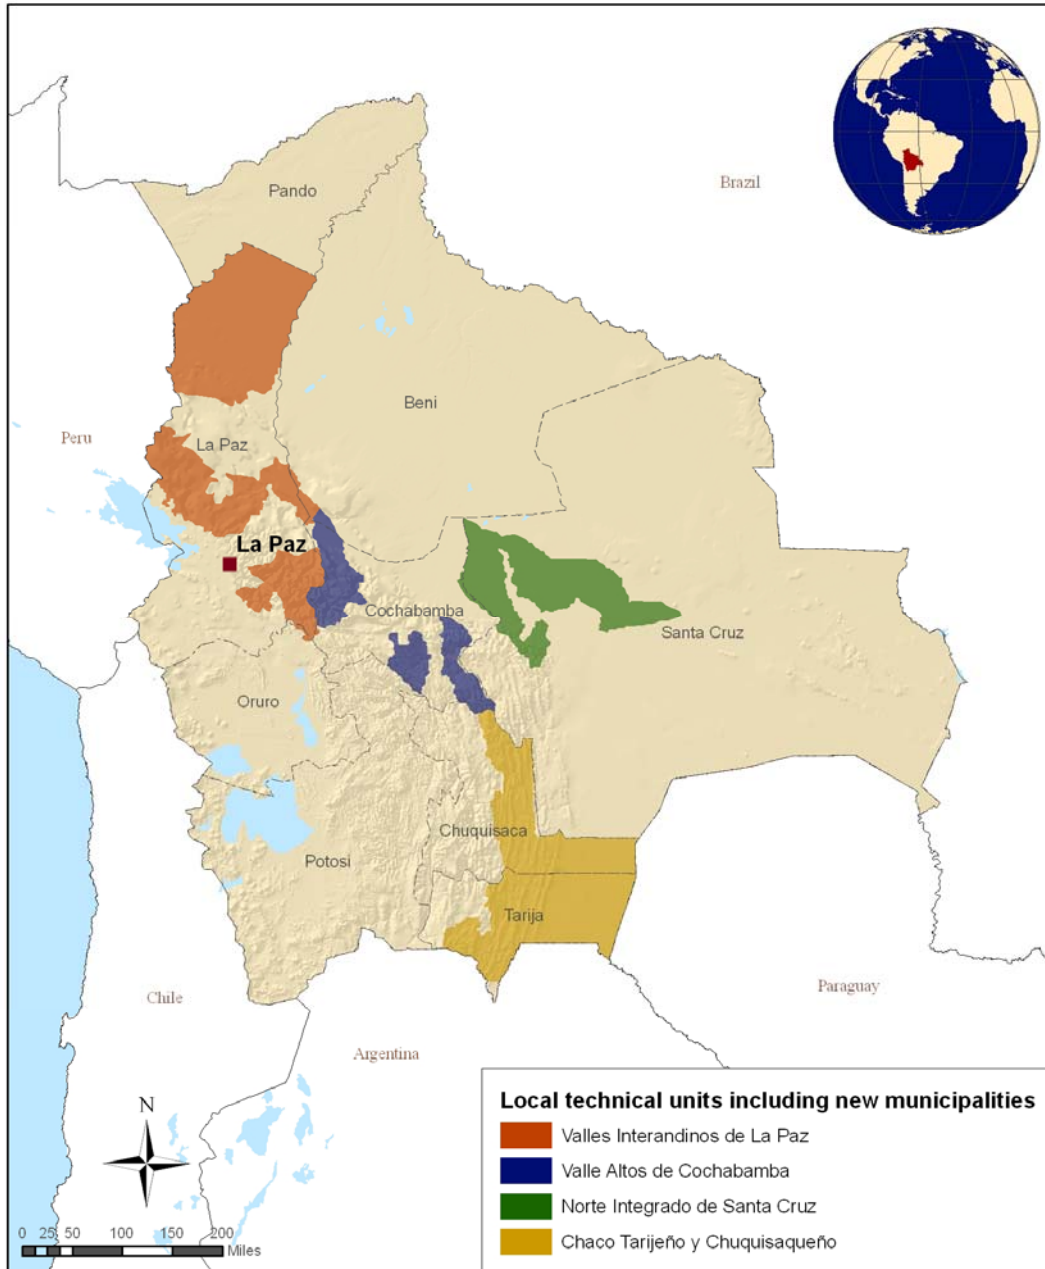 Pando
Brazil
Beni
Peru
La Paz
La Paz
Cochabamba
Santa Cruz
Oruro
Chuquisaca
Potosi
Tarija
Chile
Paraguay
Argentina
N
0 25 50 100 150 200
Miles
Local technical units including new municipalities
Valles Interandinos de La Paz
Valle Altos de Cochabamba
Norte Integrado de Santa Cruz
Chaco Tarijeño y Chuquisaqueño